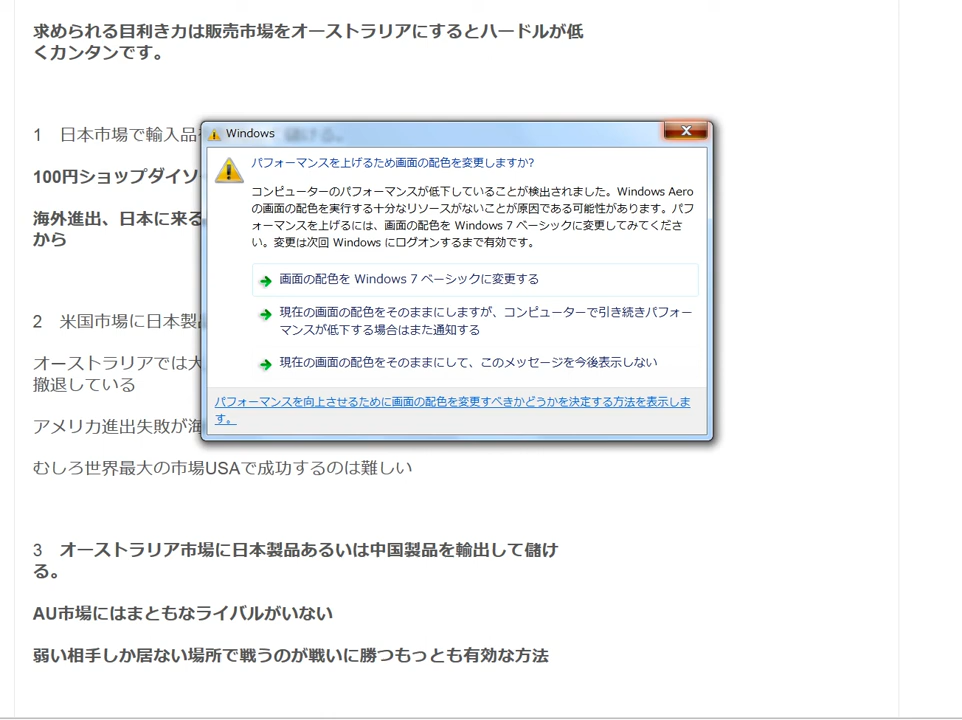 求められる目利き力は販売市場をオーストラリアにするとハードルが低
くカンタンです。
1　日本市場で輸入品
100円ショップダイソ
海外進出、日本に来る
から
2　米国市場に日本製品
オーストラリアでは大
撤退している
アメリカ進出失敗が海
むしろ世界最大の市場USAで成功するのは難しい
3　オーストラリア市場に日本製品あるいは中国製品を輸出して儲け
る。
AU市場にはまともなライバルがいない
弱い相手しか居ない場所で戦うのが戦いに勝つもっとも有効な方法
Windows
パフォーマンスを上げるため画面の配色を変更しますか?
コンピューターのパフォーマンスが低下していることが検出されました。Windows Aero
の画面の配色を実行する十分なリソースがないことが原因である可能性があります。パフ
ォーマンスを上げるには、画面の配色を Windows 7 ベーシックに変更してみてくださ
い。変更は次回 Windows にログオンするまで有効です。
画面の配色を Windows 7 ベーシックに変更する
現在の画面の配色をそのままにしますが、コンピューターで引き続きパフォー
マンスが低下する場合はまた通知する
現在の画面の配色をそのままにして、このメッセージを今後表示しない
パフォーマンスを向上させるために画面の配色を変更すべきかどうかを決定する方法を表示しま
す。